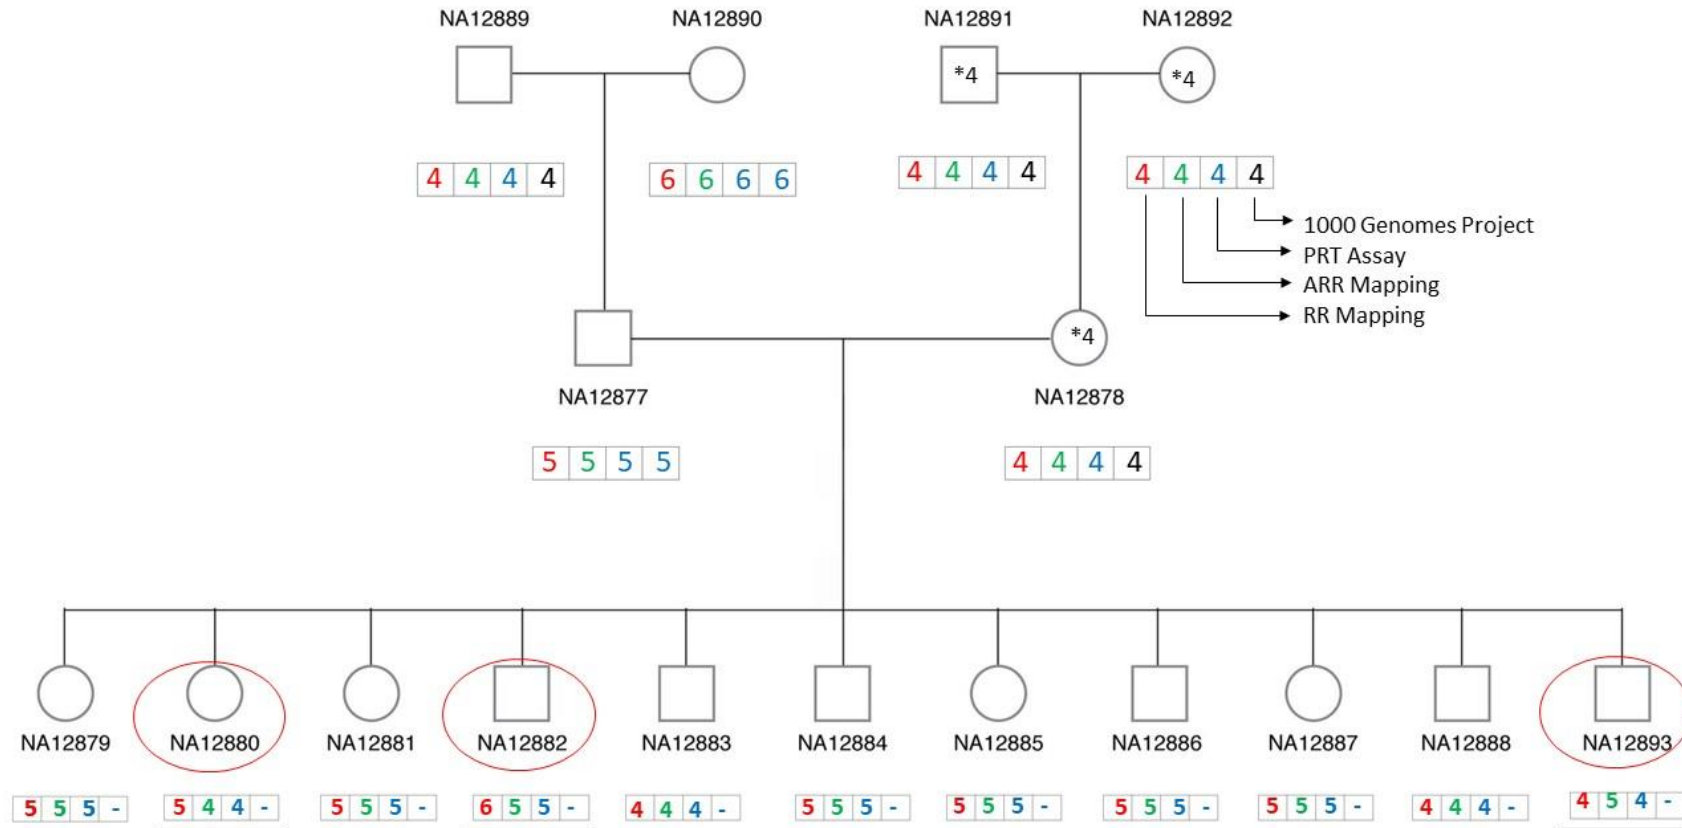 NA12889 NA12890 NA12891 NA12892
*4 *4
4 4 4 4 6 6 6 6 4 4 4 4 4 4 4 4
1000 Genomes Project
PRT Assay
ARR Mapping
RR Mapping
*4
NA12877 NA12878
5 5 5 5 4 4 4 4
NA12879 NA12880 NA12881 NA12882 NA12883 NA12884 NA12885 NA12886 NA12887 NA12888 NA12893
5 5 5 - 5 4 4 - 5 5 5 - 6 5 5 - 4 4 4 - 5 5 5 - 5 5 5 - 5 5 5 - 5 5 5 - 4 4 4 - 4 5 4 -